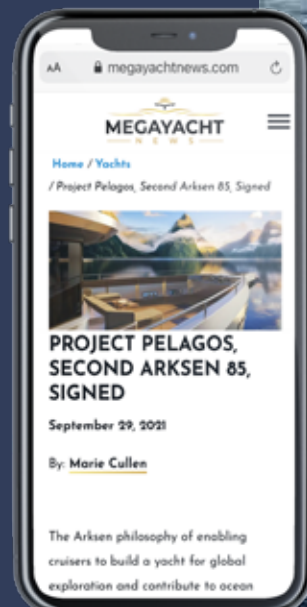 AA megayachtnews.com
MEGAYACHT
NEWS
Home / Yachts
/ Project Pelagos, Second Arksen 85, Signed
PROJECT PELAGOS,
SECOND ARKSEN 85,
SIGNED
September 29, 2021
By: Marie Cullen
The Arksen philosophy of enabling
cruisers to build a yacht for global
exploration and contribute to ocean